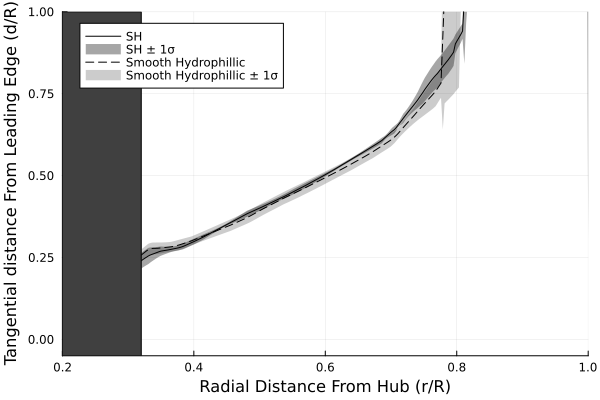 1.00
0.75
0.50
0.25
0.00
Tangential distance From Leading Edge (d/R)
SH
SH ± 1σ
Smooth Hydrophillic
Smooth Hydrophillic ± 1σ
0.2 0.4 0.6 0.8 1.0
Radial Distance From Hub (r/R)